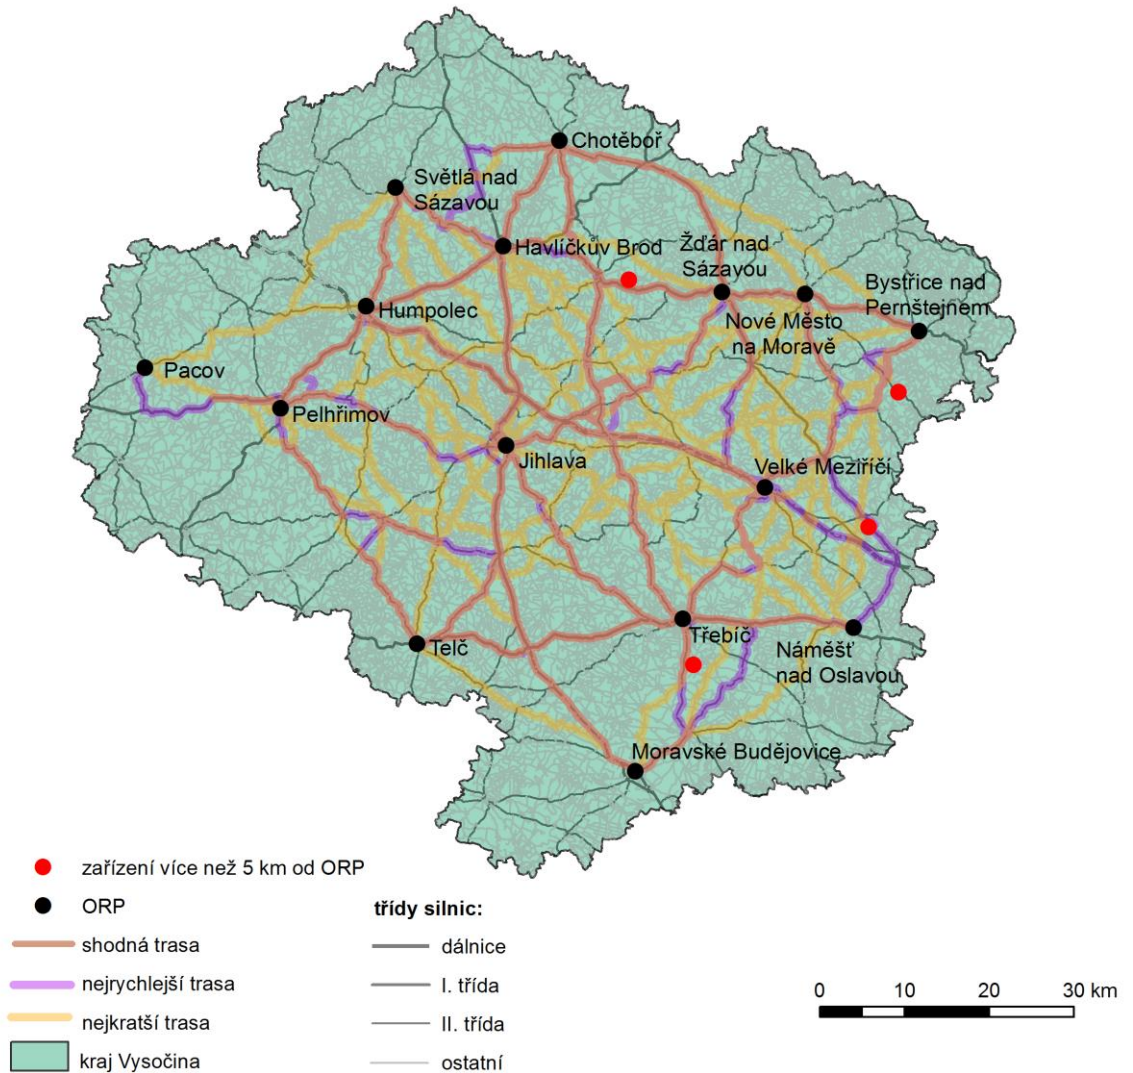 Chotěboř
Světlá nad
Sázavou
Havlíčkův Brod
Žďár nad
Sázavou
Bystřice nad
Pernštejnem
Humpolec
Nové Město
na Moravě
Pacov
Pelhřimov
Jihlava
Velké Meziříčí
Třebíč
Telč
Náměšť
nad Oslavou
Moravské Budějovice
zařízení více než 5 km od ORP
ORP
shodná trasa
nejrychlejší trasa
nejkratší trasa
kraj Vysočina
třídy silnic:
dálnice
I. třída
II. třída
ostatní
0 10 20 30 km